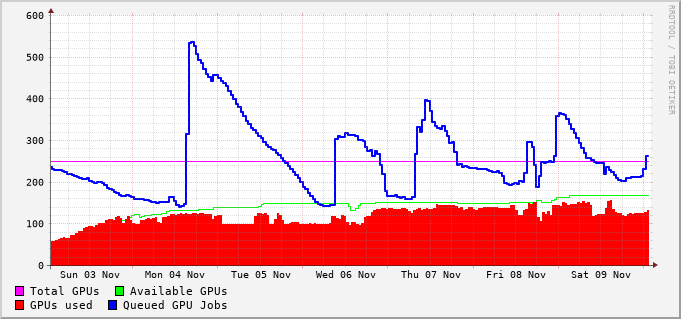 600
500
400
300
200
100
0
Sun 03 Nov Mon 04 Nov Tue 05 Nov Wed 06 Nov Thu 07 Nov Fri 08 Nov Sat 09 Nov
Total GPUs Available GPUs
GPUs used Queued GPU Jobs
RRDTOOL / TOBI OETIKER